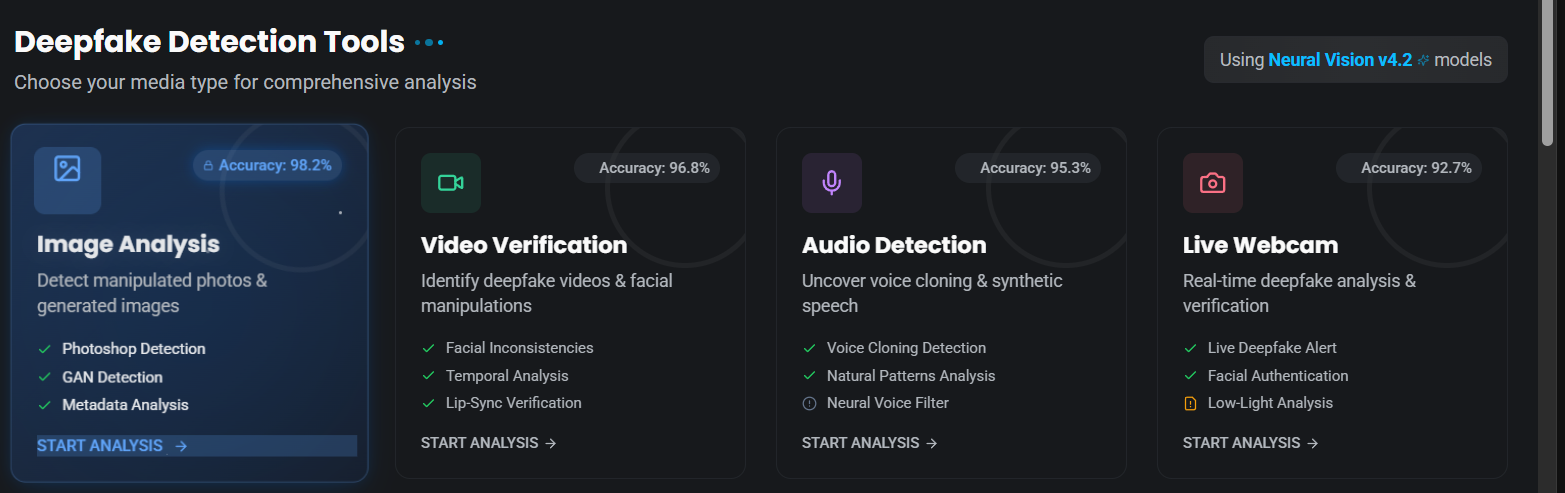 Deepfake Detection Tools
Choose your media type for comprehensive analysis
Using Neural Vision v4.2 models
Accuracy: 98.2%
Image Analysis
Detect manipulated photos &
generated images
Photoshop Detection
GAN Detection
Metadata Analysis
START ANALYSIS →
Accuracy: 96.8%
Video Verification
Identify deepfake videos & facial
manipulations
Facial Inconsistencies
Temporal Analysis
Lip-Sync Verification
START ANALYSIS →
Accuracy: 95.3%
Audio Detection
Uncover voice cloning & synthetic
speech
Voice Cloning Detection
Natural Patterns Analysis
Neural Voice Filter
START ANALYSIS →
Accuracy: 92.7%
Live Webcam
Real-time deepfake analysis &
verification
Live Deepfake Alert
Facial Authentication
Low-Light Analysis
START ANALYSIS →